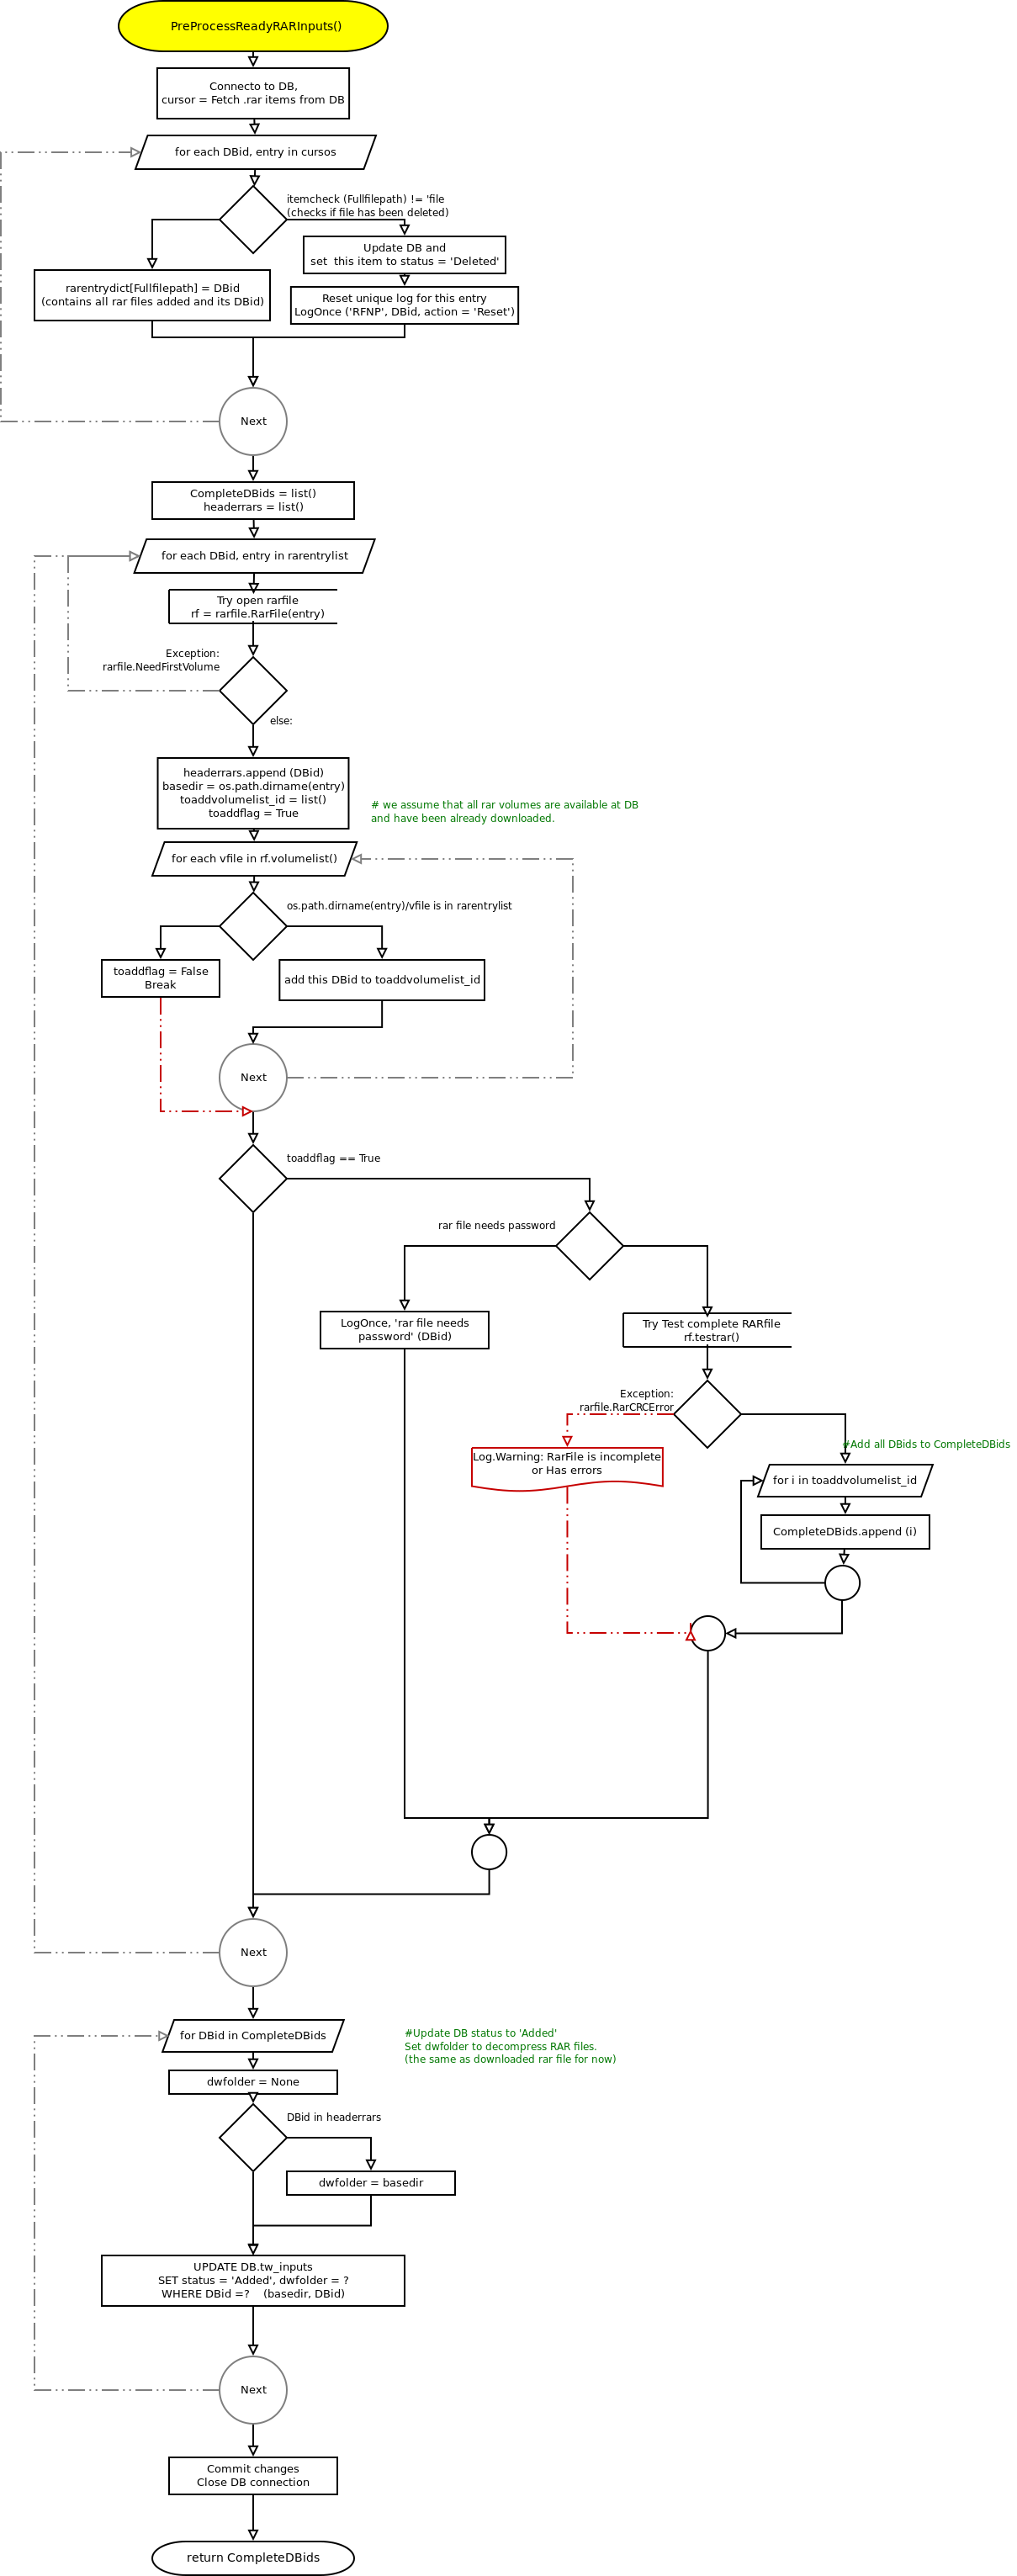 PreProcessReadyRARInputs()
Connecto to DB,
cursor = Fetch .rar items from DB
for each DBid, entry in cursos
itemcheck (Fullfilepath) != 'file
(checks if file has been deleted)
Update DB and
set  this item to status = 'Deleted'
rarentrydict[Fullfilepath] = DBid
(contains all rar files added and its DBid)
Reset unique log for this entry
LogOnce ('RFNP', DBid, action = 'Reset')
Next
CompleteDBids = list()
headerrars = list()
for each DBid, entry in rarentrylist
Try open rarfile
rf = rarfile.RarFile(entry)
Exception:
rarfile.NeedFirstVolume
else:
headerrars.append (DBid)
basedir = os.path.dirname(entry)
toaddvolumelist_id = list()
toaddflag = True
# we assume that all rar volumes are available at DB
and have been already downloaded.
for each vfile in rf.volumelist()
os.path.dirname(entry)/vfile is in rarentrylist
toaddflag = False
Break
add this DBid to toaddvolumelist_id
Next
toaddflag == True
rar file needs password
LogOnce, 'rar file needs
password' (DBid)
Try Test complete RARfile
rf.testrar()
Exception:
rarfile.RarCRCError
#Add all DBids to CompleteDBids
Log.Warning: RarFile is incomplete
or Has errors
for i in toaddvolumelist_id
CompleteDBids.append (i)
Next
for DBid in CompleteDBids
#Update DB status to 'Added'
Set dwfolder to decompress RAR files.
(the same as downloaded rar file for now)
dwfolder = None
DBid in headerrars
dwfolder = basedir
UPDATE DB.tw_inputs
SET status = 'Added', dwfolder = ?
WHERE DBid =?    (basedir, DBid)
Next
Commit changes
Close DB connection
return CompleteDBids